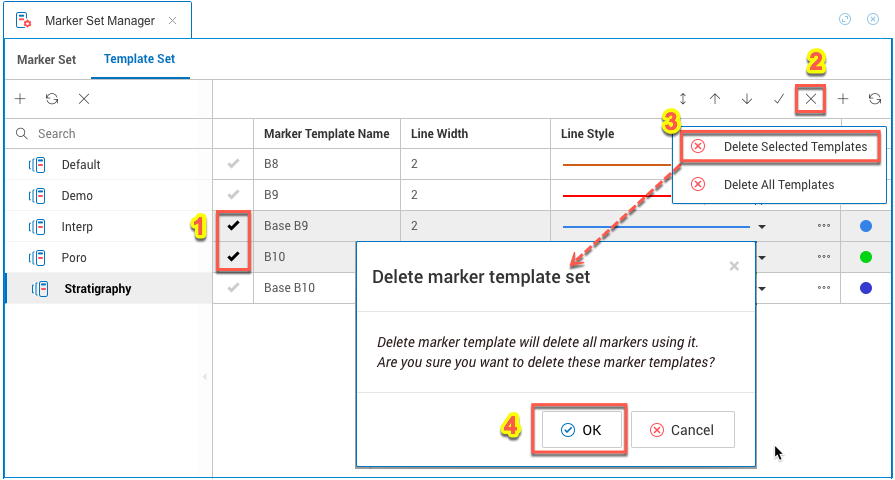 Marker Set Manager
Marker Set Template Set
2
Search
Marker Template Name Line Width Line Style
3
Delete Selected Templates
Delete All Templates
Default
B8 2
Demo
B9 2
1
Interp
Base B9 2
Poro
B10
Stratigraphy
Base B10
Delete marker template set
Delete marker template will delete all markers using it.
Are you sure you want to delete these marker templates?
4
OK Cancel